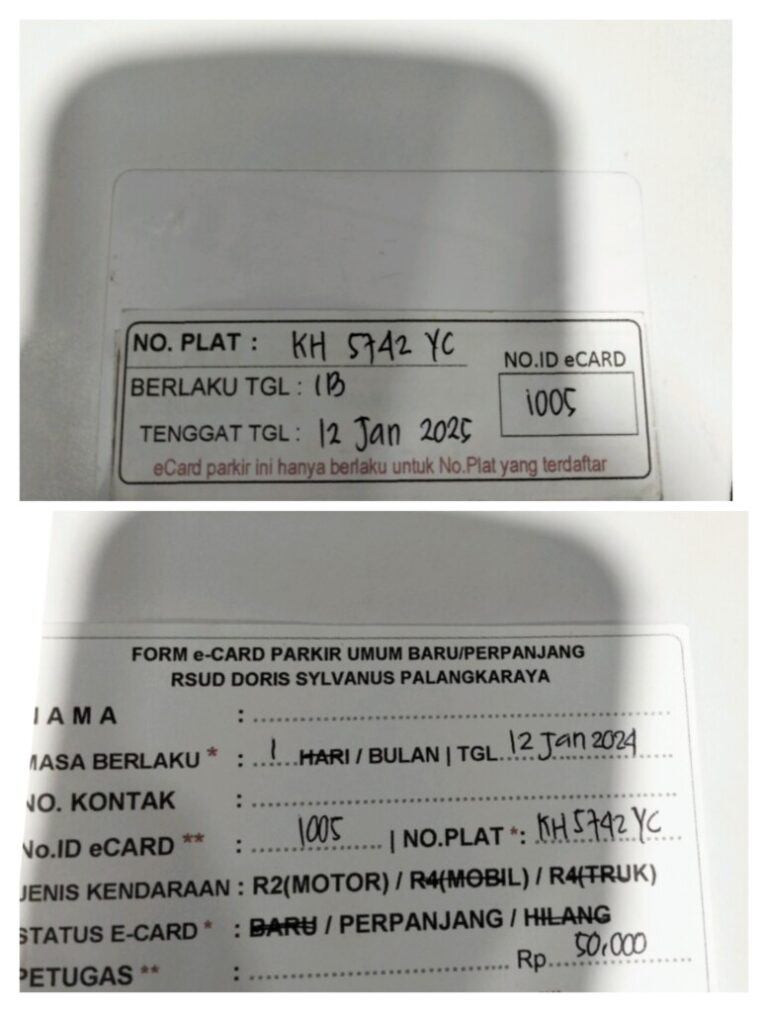 NO. PLAT : KH 5742 YC
NO.ID eCARD
BERLAKU TGL : 1B
1005
TENGGAT TGL : 12 Jan 2025
eCard parkir ini hanya berlaku untuk No.Plat yang terdaftar
FORM e-CARD PARKIR UMUM BARU/PERPANJANG
RSUD DORIS SYLVANUS PALANGKARAYA
NAMA :
MASA BERLAKU * : 1 HARI / BULAN | TGL. 12 Jan 2024
NO. KONTAK :
No.ID eCARD ** : 1005 | NO.PLAT *: KH 5742 YC
JENIS KENDARAAN : R2(MOTOR) / R4(MOBIL) / R4(TRUK)
STATUS E-CARD * : BARU / PERPANJANG / HILANG
PETUGAS ** : Rp. 50.000